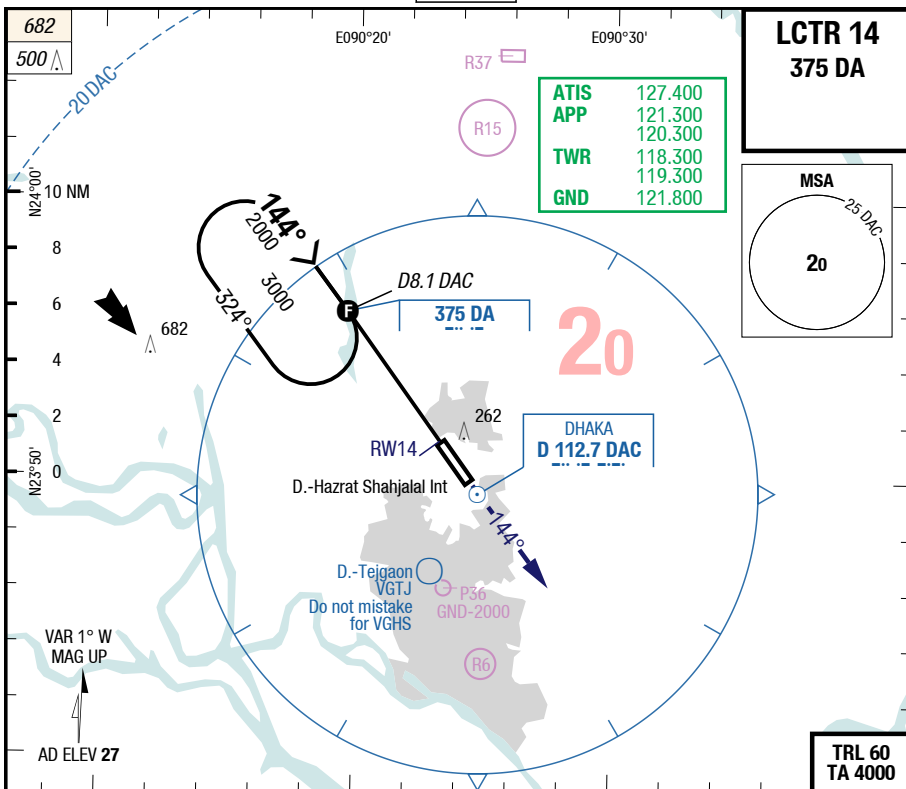 682
500
E090°20'
E090°30'
LCTR 14
375 DA
20 DAC
R37
R15
ATIS 127.400
APP 121.300
120.300
TWR 118.300
119.300
GND 121.800
MSA
25 DAC
20
N24°00'
10 NM
8
6
4
2
0
N23°50'
144°
2000
3000
324°
F
D8.1 DAC
375 DA
682
20
262
RW14
DHAKA
D 112.7 DAC
D.-Hazrat Shahjalal Int
144°
D.-Tejgaon
VGTJ
Do not mistake
for VGHS
P36
GND-2000
R6
VAR 1° W
MAG UP
AD ELEV 27
TRL 60
TA 4000